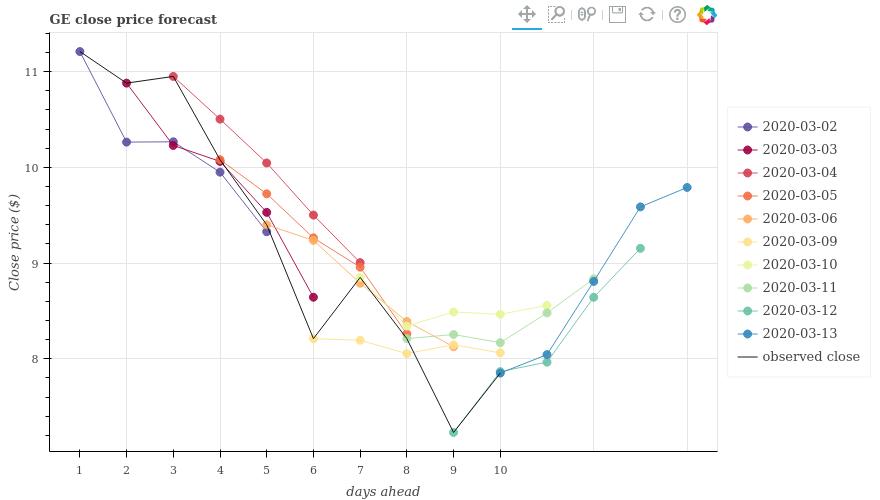 GE close price forecast
11
10
9
8
Close price ($)
1 2 3 4 5 6 7 8 9 10
days ahead
2020-03-02
2020-03-03
2020-03-04
2020-03-05
2020-03-06
2020-03-09
2020-03-10
2020-03-11
2020-03-12
2020-03-13
observed close